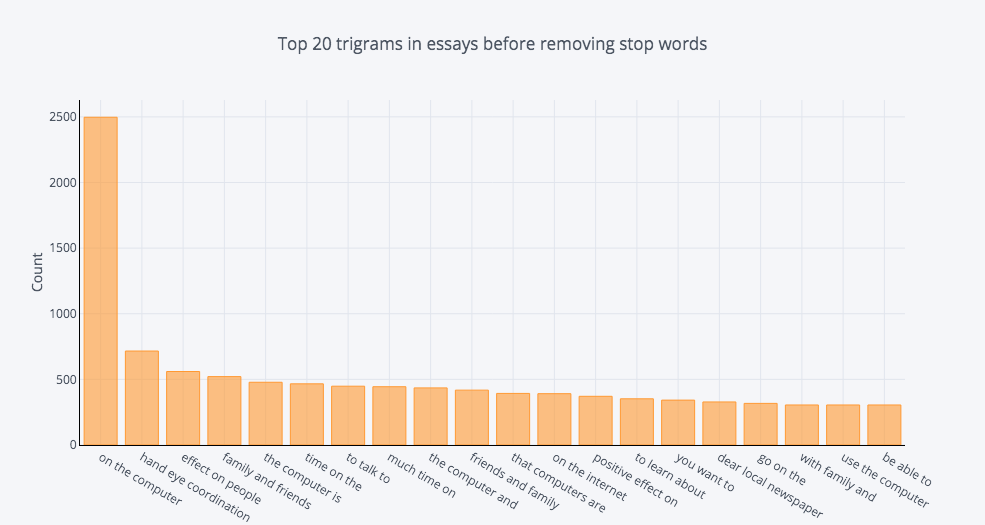 Top 20 trigrams in essays before removing stop words
Count
2500
2000
1500
1000
500
0
on the computer
hand eye coordination
effect on people
family and friends
the computer is
time on the
to talk to
much time on
the computer and
friends and family
that computers are
on the internet
positive effect on
to learn about
you want to
dear local newspaper
go on the
with family and
use the computer
be able to